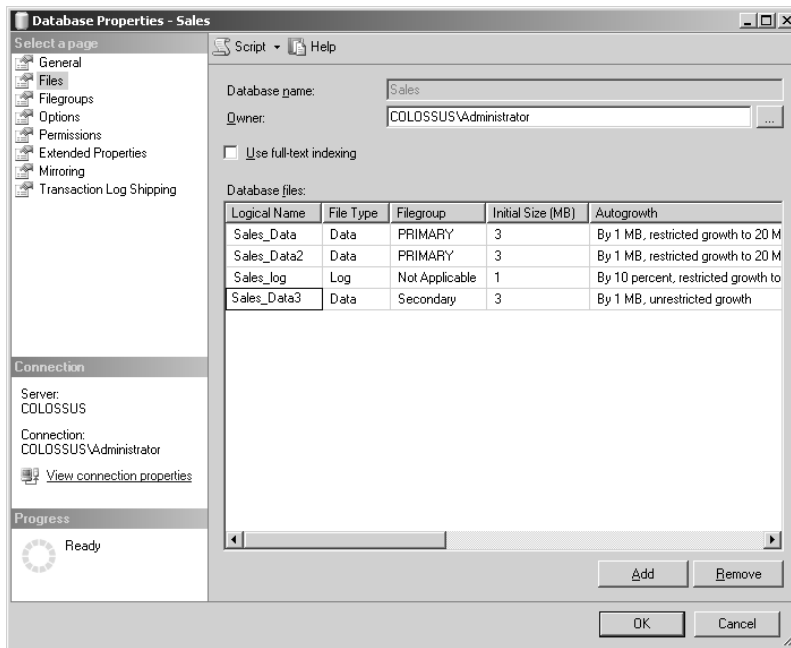 Database Properties - Sales
Select a page
General
Files
Filegroups
Options
Permissions
Extended Properties
Mirroring
Transaction Log Shipping
Connection
Server:
COLOSSUS
Connection:
COLOSSUS\Administrator
View connection properties
Progress
Ready
Script Help
Database name: Sales
Owner: COLOSSUS\Administrator ...
Use full-text indexing
Database files:
Logical Name File Type Filegroup Initial Size (MB) Autogrowth
Sales_Data Data PRIMARY 3 By 1 MB, restricted growth to 20 M
Sales_Data2 Data PRIMARY 3 By 1 MB, restricted growth to 20 M
Sales_log Log Not Applicable 1 By 10 percent, restricted growth to
Sales_Data3 Data Secondary 3 By 1 MB, unrestricted growth
Add Remove
OK Cancel